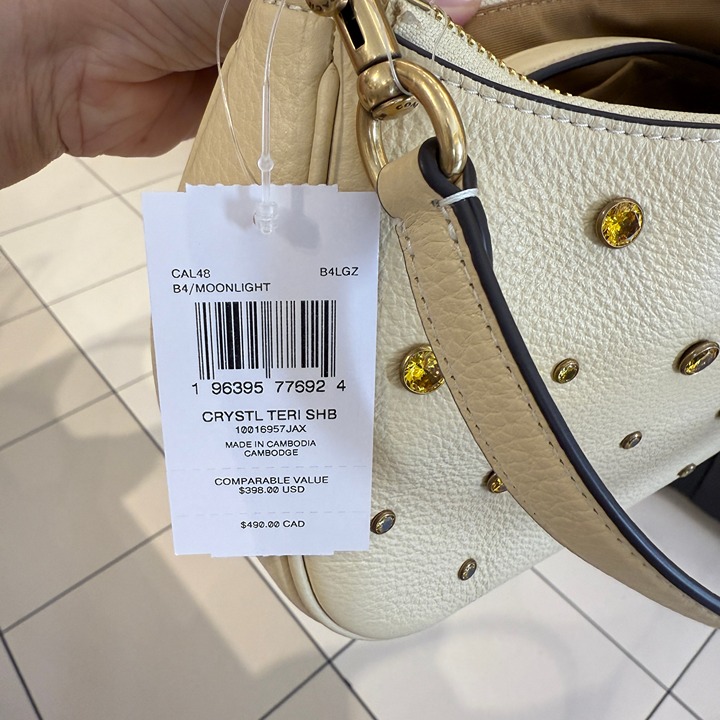 CAL48 B4LGZ
B4/MOONLIGHT
1 96395 77692 4
CRYSTL TERI SHB
10016957JAX
MADE IN CAMBODIA
CAMBODGE
COMPARABLE VALUE
$398.00 USD
$490.00 CAD